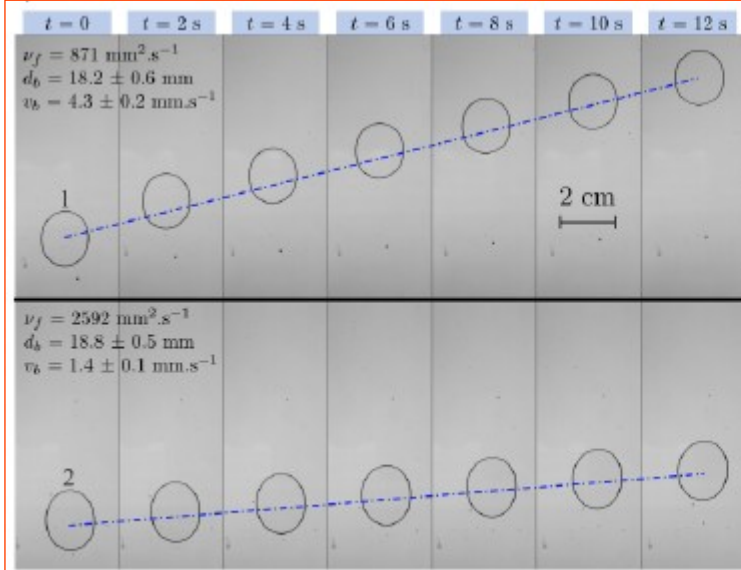 t = 0 t = 2 s t = 4 s t = 6 s t = 8 s t = 10 s t = 12 s
ν_f = 871 mm².s⁻¹
d_b = 18.2 ± 0.6 mm
v_b = 4.3 ± 0.2 mm.s⁻¹
1
2 cm
ν_f = 2592 mm².s⁻¹
d_b = 18.8 ± 0.5 mm
v_b = 1.4 ± 0.1 mm.s⁻¹
2